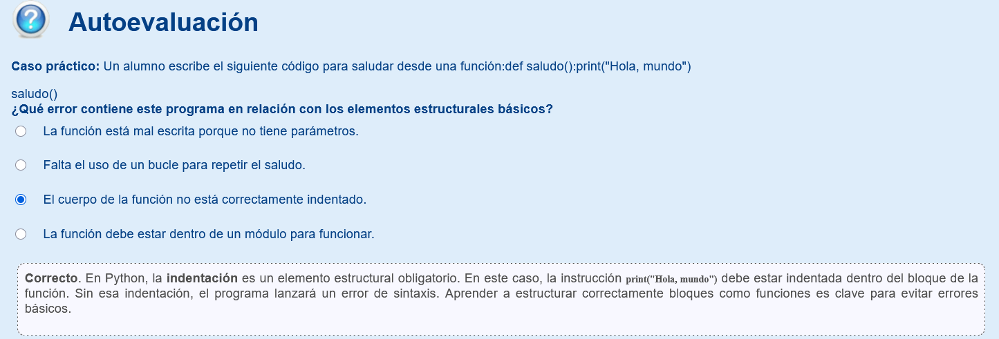 Autoevaluación
Caso práctico: Un alumno escribe el siguiente código para saludar desde una función:def saludo():print("Hola, mundo")
saludo()
¿Qué error contiene este programa en relación con los elementos estructurales básicos?
La función está mal escrita porque no tiene parámetros.
Falta el uso de un bucle para repetir el saludo.
El cuerpo de la función no está correctamente indentado.
La función debe estar dentro de un módulo para funcionar.
Correcto. En Python, la indentación es un elemento estructural obligatorio. En este caso, la instrucción print("Hola, mundo") debe estar indentada dentro del bloque de la
función. Sin esa indentación, el programa lanzará un error de sintaxis. Aprender a estructurar correctamente bloques como funciones es clave para evitar errores
básicos.